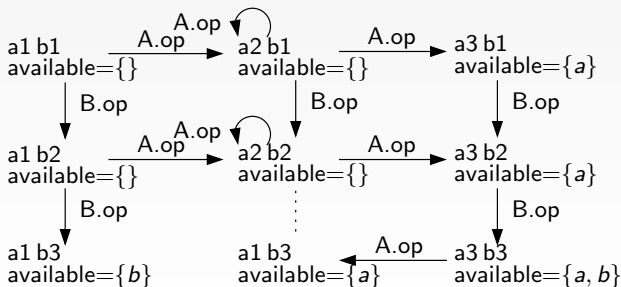 A.op
a1 b1 A.op a2 b1 A.op a3 b1
available={} available={} available={a}
B.op B.op B.op
A.op
a1 b2 A.op a2 b2 A.op a3 b2
available={} available={} available={a}
B.op B.op
a1 b3 a1 b3 A.op a3 b3
available={b} available={a} available={a, b}